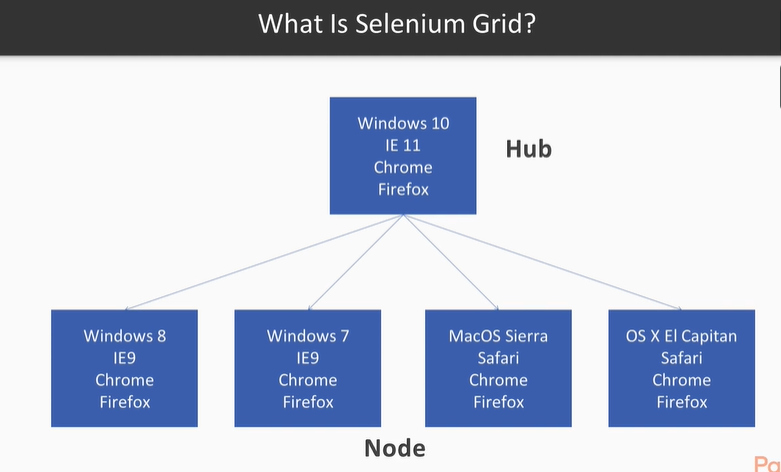 What Is Selenium Grid?
Windows 10
IE 11
Chrome
Firefox
Hub
Windows 8
IE9
Chrome
Firefox
Windows 7
IE9
Chrome
Firefox
MacOS Sierra
Safari
Chrome
Firefox
OS X El Capitan
Safari
Chrome
Firefox
Node